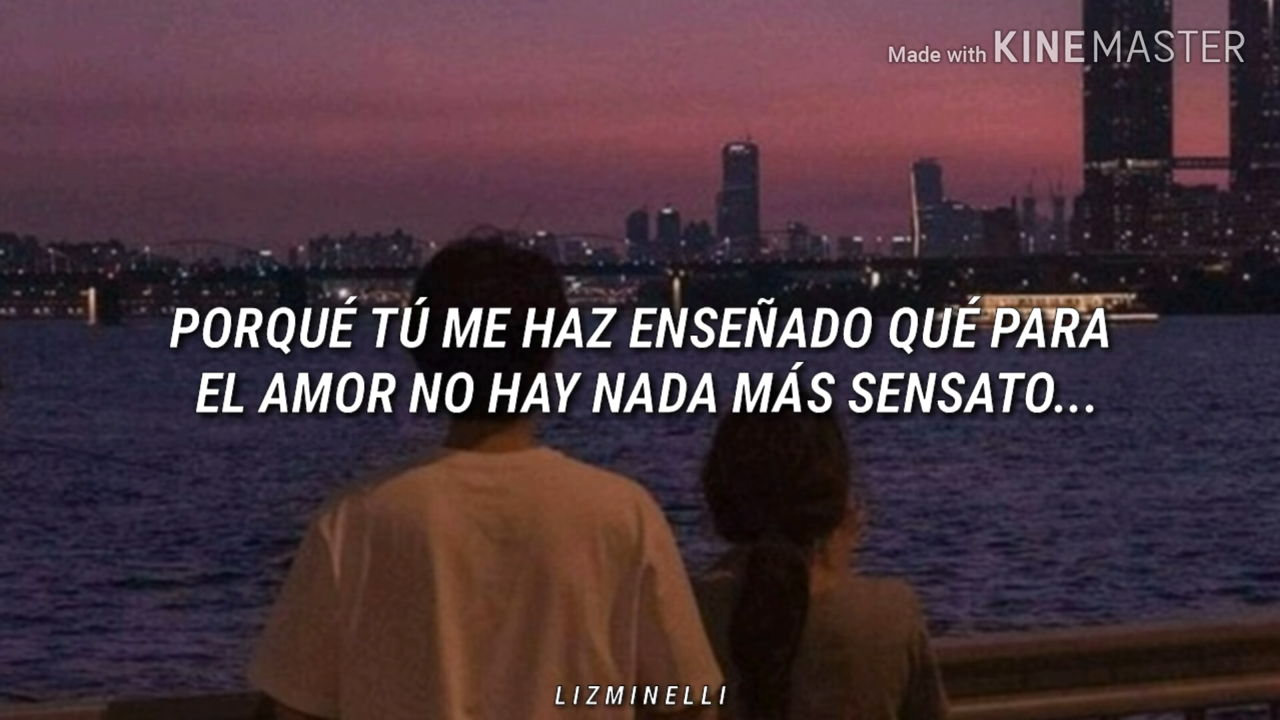 Made with KINEMASTER
PORQUÉ TÚ ME HAZ ENSEÑADO QUÉ PARA
EL AMOR NO HAY NADA MÁS SENSATO...
LIZMINELLI